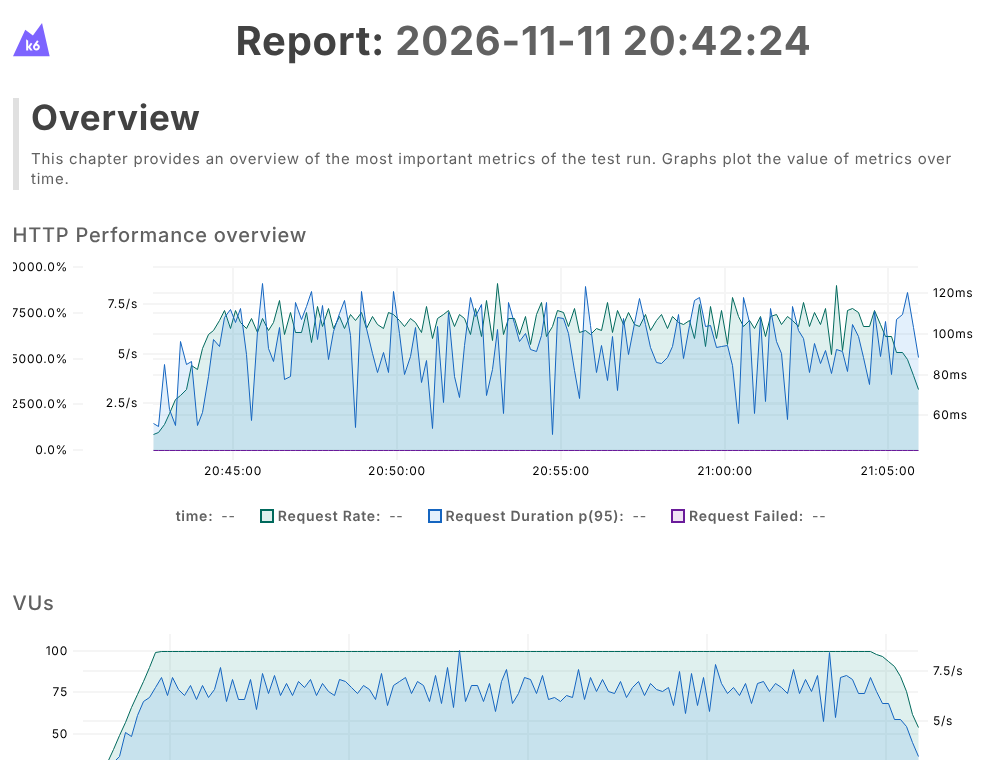 k6
Report: 2026-11-11 20:42:24
Overview
This chapter provides an overview of the most important metrics of the test run. Graphs plot the value of metrics over
time.
HTTP Performance overview
0000.0%
7500.0%
5000.0%
2500.0%
0.0%
7.5/s
5/s
2.5/s
120ms
100ms
80ms
60ms
20:45:00 20:50:00 20:55:00 21:00:00 21:05:00
time: -- Request Rate: -- Request Duration p(95): -- Request Failed: --
VUs
100
75
50
7.5/s
5/s